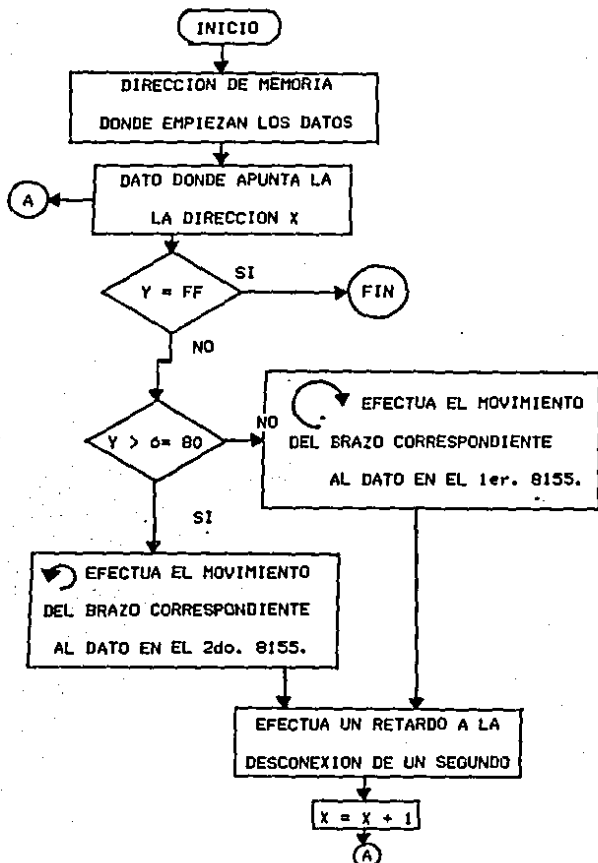 INICIO
DIRECCION DE MEMORIA
DONDE EMPIEZAN LOS DATOS
DATO DONDE APUNTA LA
LA DIRECCION X
A
Y = FF
SI
FIN
NO
Y > ó= 80
NO
EFECTUA EL MOVIMIENTO
DEL BRAZO CORRESPONDIENTE
AL DATO EN EL 1er. 8155.
SI
EFECTUA EL MOVIMIENTO
DEL BRAZO CORRESPONDIENTE
AL DATO EN EL 2do. 8155.
EFECTUA UN RETARDO A LA
DESCONEXION DE UN SEGUNDO
X = X + 1
A